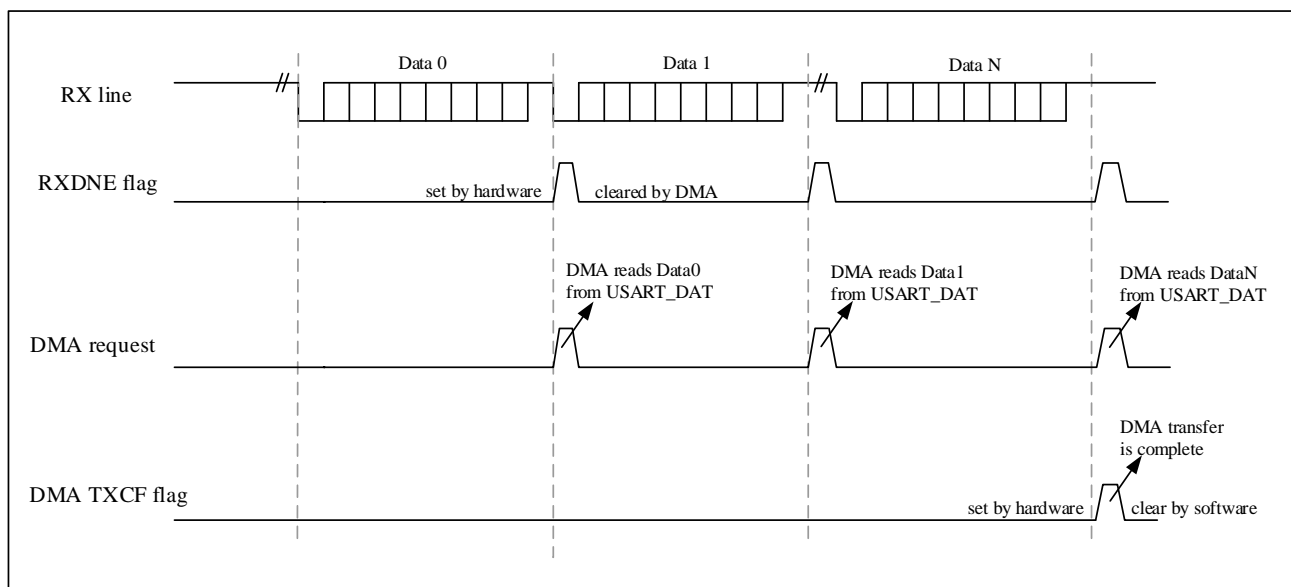 Data 0
Data 1
Data N
RX line
RXDNE flag
set by hardware
cleared by DMA
DMA reads Data0
from USART_DAT
DMA reads Data1
from USART_DAT
DMA reads DataN
from USART_DAT
DMA request
DMA transfer
is complete
DMA TXCF flag
set by hardware
clear by software